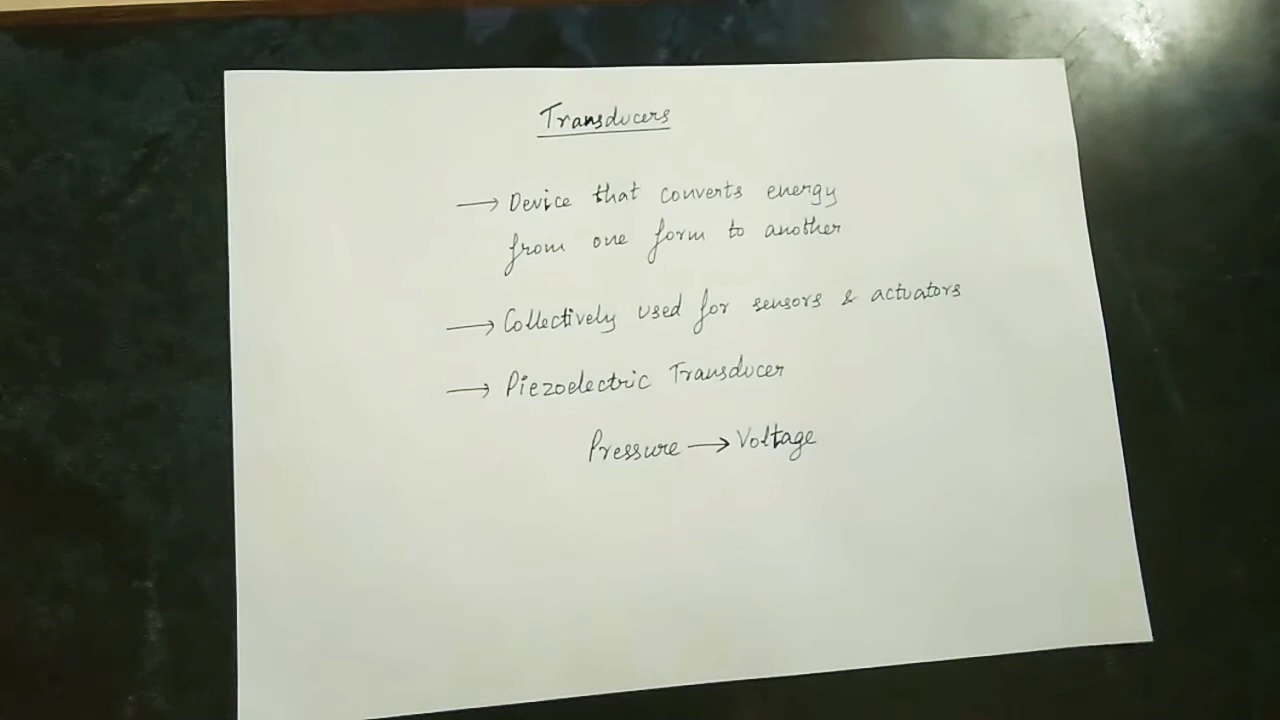 Transducers
→ Device that converts energy
from one form to another
→ Collectively used for sensors & actuators
→ Piezoelectric Transducer
Pressure → Voltage